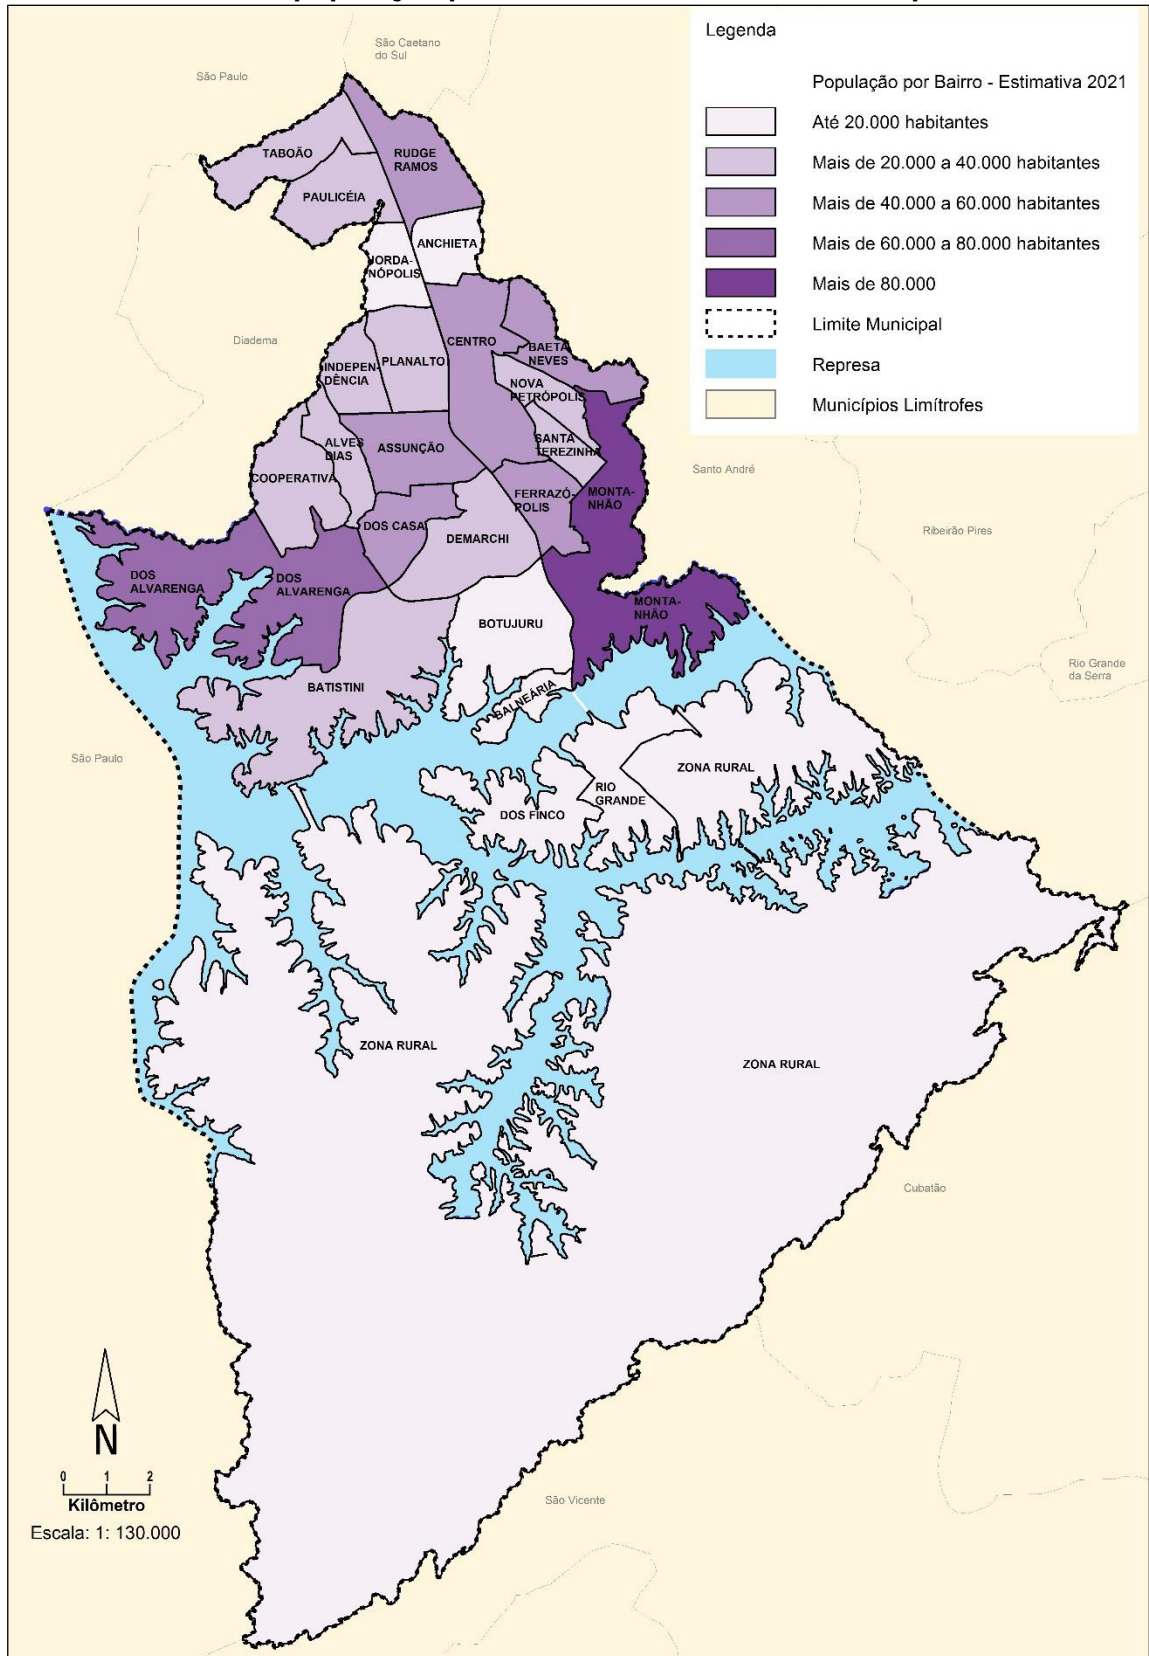 São Caetano
do Sul
São Paulo
Legenda
População por Bairro - Estimativa 2021
Até 20.000 habitantes
Mais de 20.000 a 40.000 habitantes
Mais de 40.000 a 60.000 habitantes
Mais de 60.000 a 80.000 habitantes
Mais de 80.000
Limite Municipal
Represa
Municípios Limítrofes
TABOÃO
RUDGE
RAMOS
PAULICÉIA
ANCHIETA
JORDA-
NÓPOLIS
Diadema
CENTRO
BAETA
NEVES
PLANALTO
INDEPEN-
DÊNCIA
NOVA
PETRÓPOLIS
ALVES
DIAS
ASSUNÇÃO
SANTA
TEREZINHA
COOPERATIVA
Santo André
FERRAZÓ-
POLIS
MONTA-
NHÃO
DOS CASA
DEMARCHI
Ribeirão Pires
DOS
ALVARENGA
DOS
ALVARENGA
MONTA-
NHÃO
BOTUJURU
Rio Grande
da Serra
BATISTINI
BALNEÁRIA
São Paulo
ZONA RURAL
RIO
GRANDE
DOS FINCO
ZONA RURAL
ZONA RURAL
Cubatão
N
0 1 2
Kilômetro
Escala: 1: 130.000
São Vicente